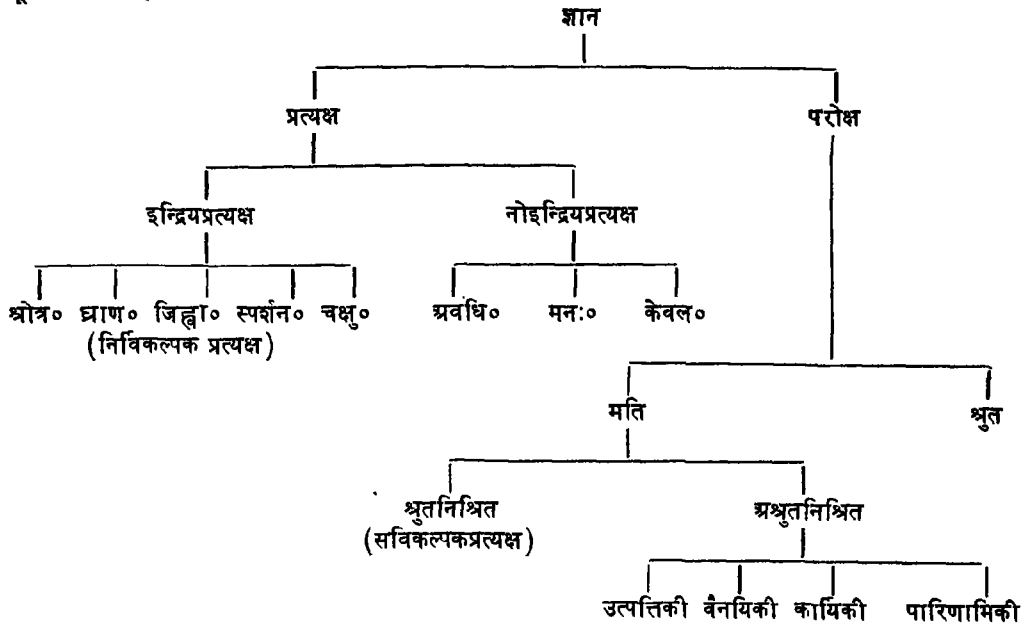 ज्ञान
प्रत्यक्ष परोक्ष
इन्द्रियप्रत्यक्ष नोइन्द्रियप्रत्यक्ष
श्रोत्र० घ्राण० जिह्वा० स्पर्शन० चक्षु० अवधि० मनः० केवल०
(निर्विकल्पक प्रत्यक्ष)
मति श्रुत
श्रुतनिश्रित अश्रुतनिश्रित
(सविकल्पकप्रत्यक्ष)
उत्पत्तिकी वैनयिकी कार्यिकी पारिणामिकी